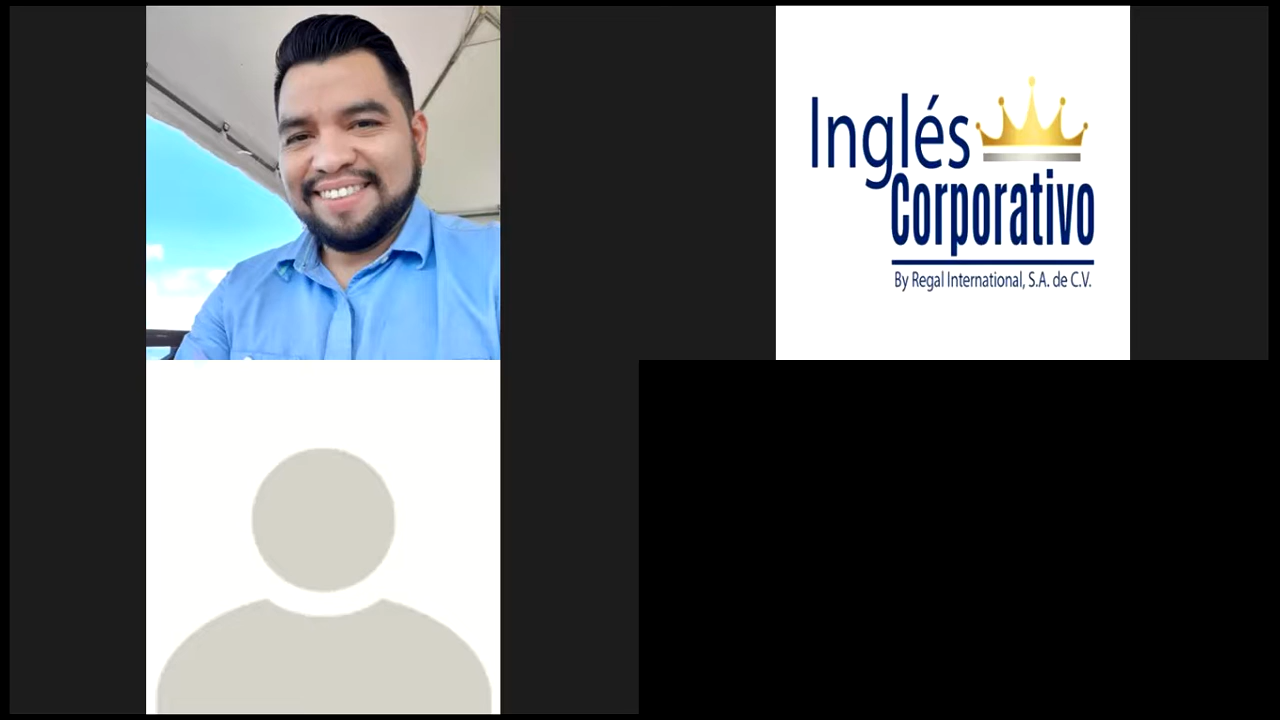 Inglés
Corporativo
By Regal International, S.A. de C.V.